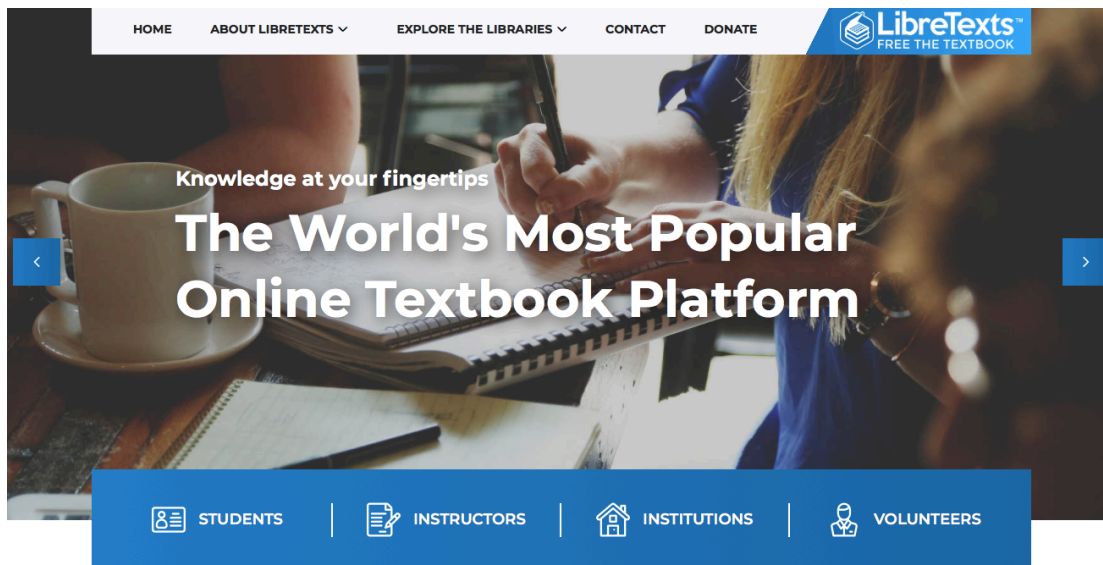 HOME ABOUT LIBRETEXTS EXPLORE THE LIBRARIES CONTACT DONATE
LibreTexts™
FREE THE TEXTBOOK
Knowledge at your fingertips
The World's Most Popular
Online Textbook Platform
STUDENTS INSTRUCTORS INSTITUTIONS VOLUNTEERS